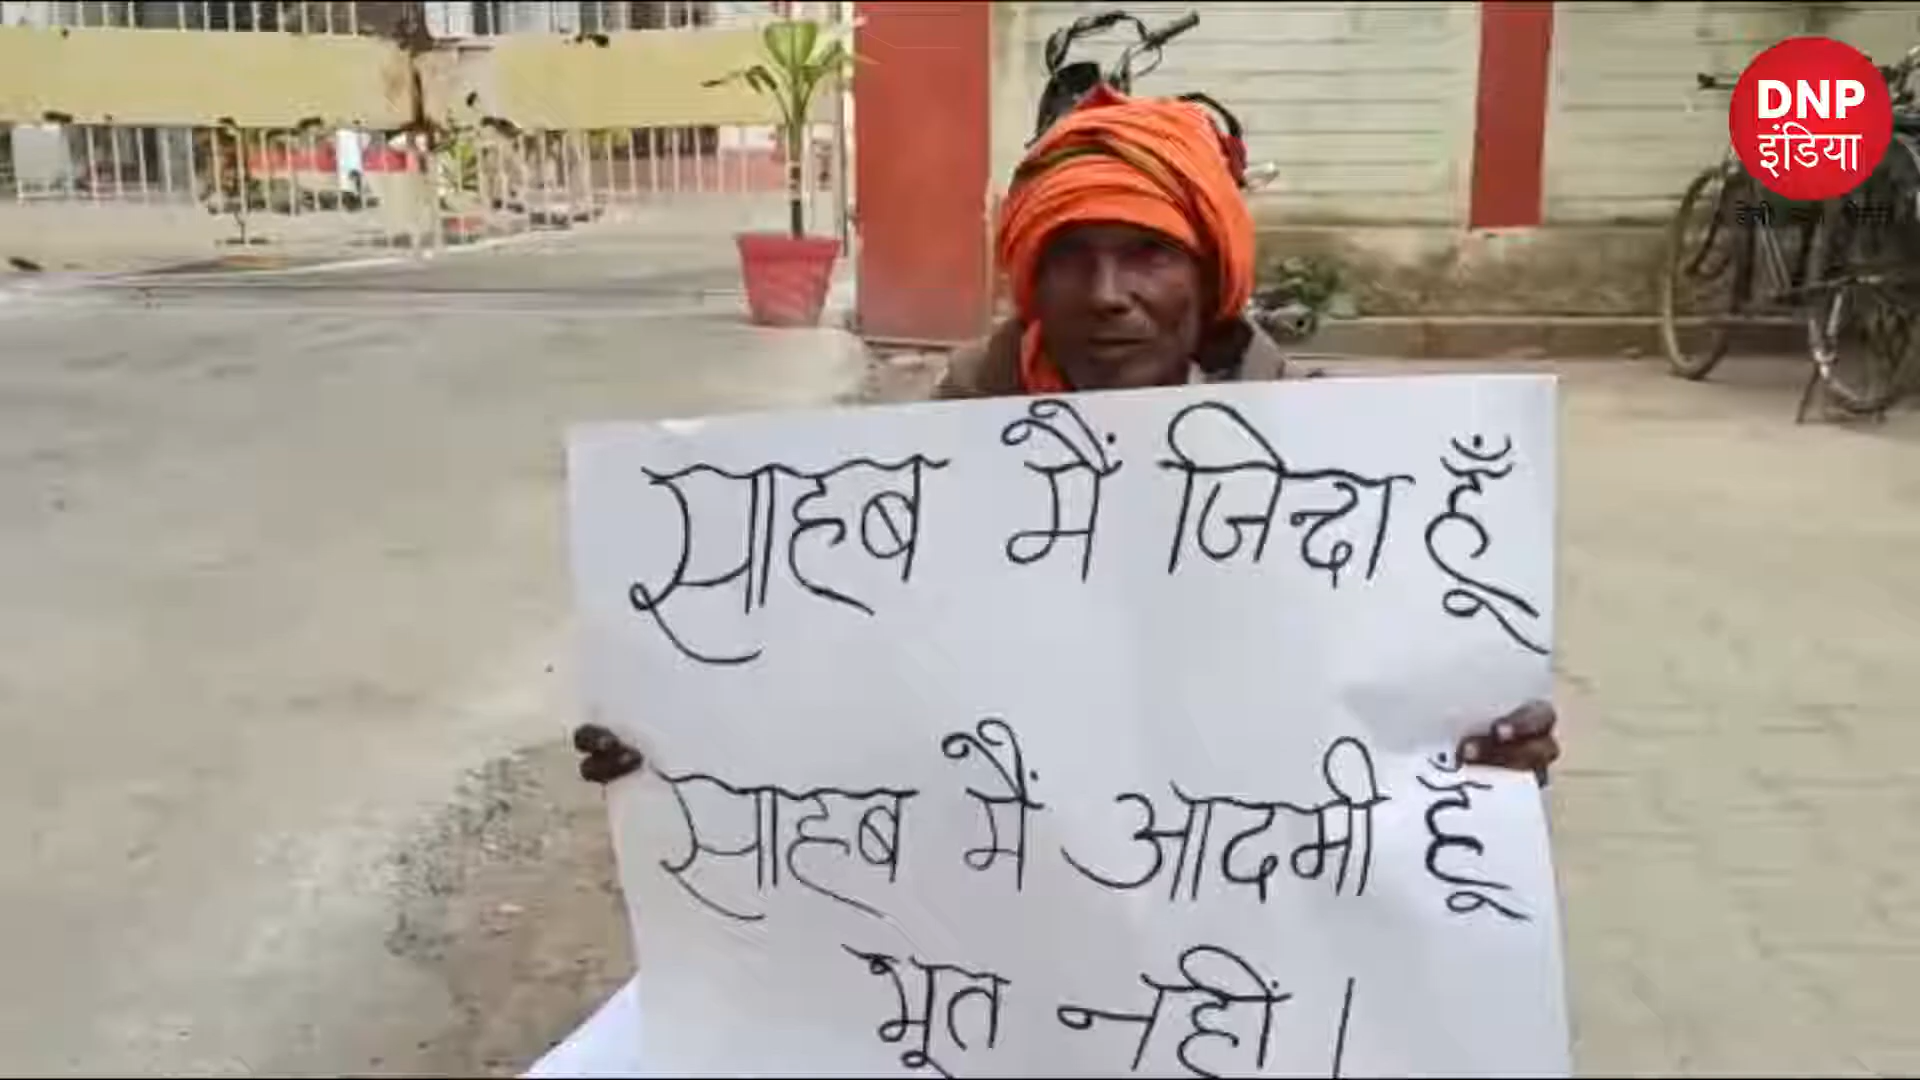 DNP
इंडिया
साहब मैं जिन्दा हूँ
साहब मैं आदमी हूँ
भूत नहीं।